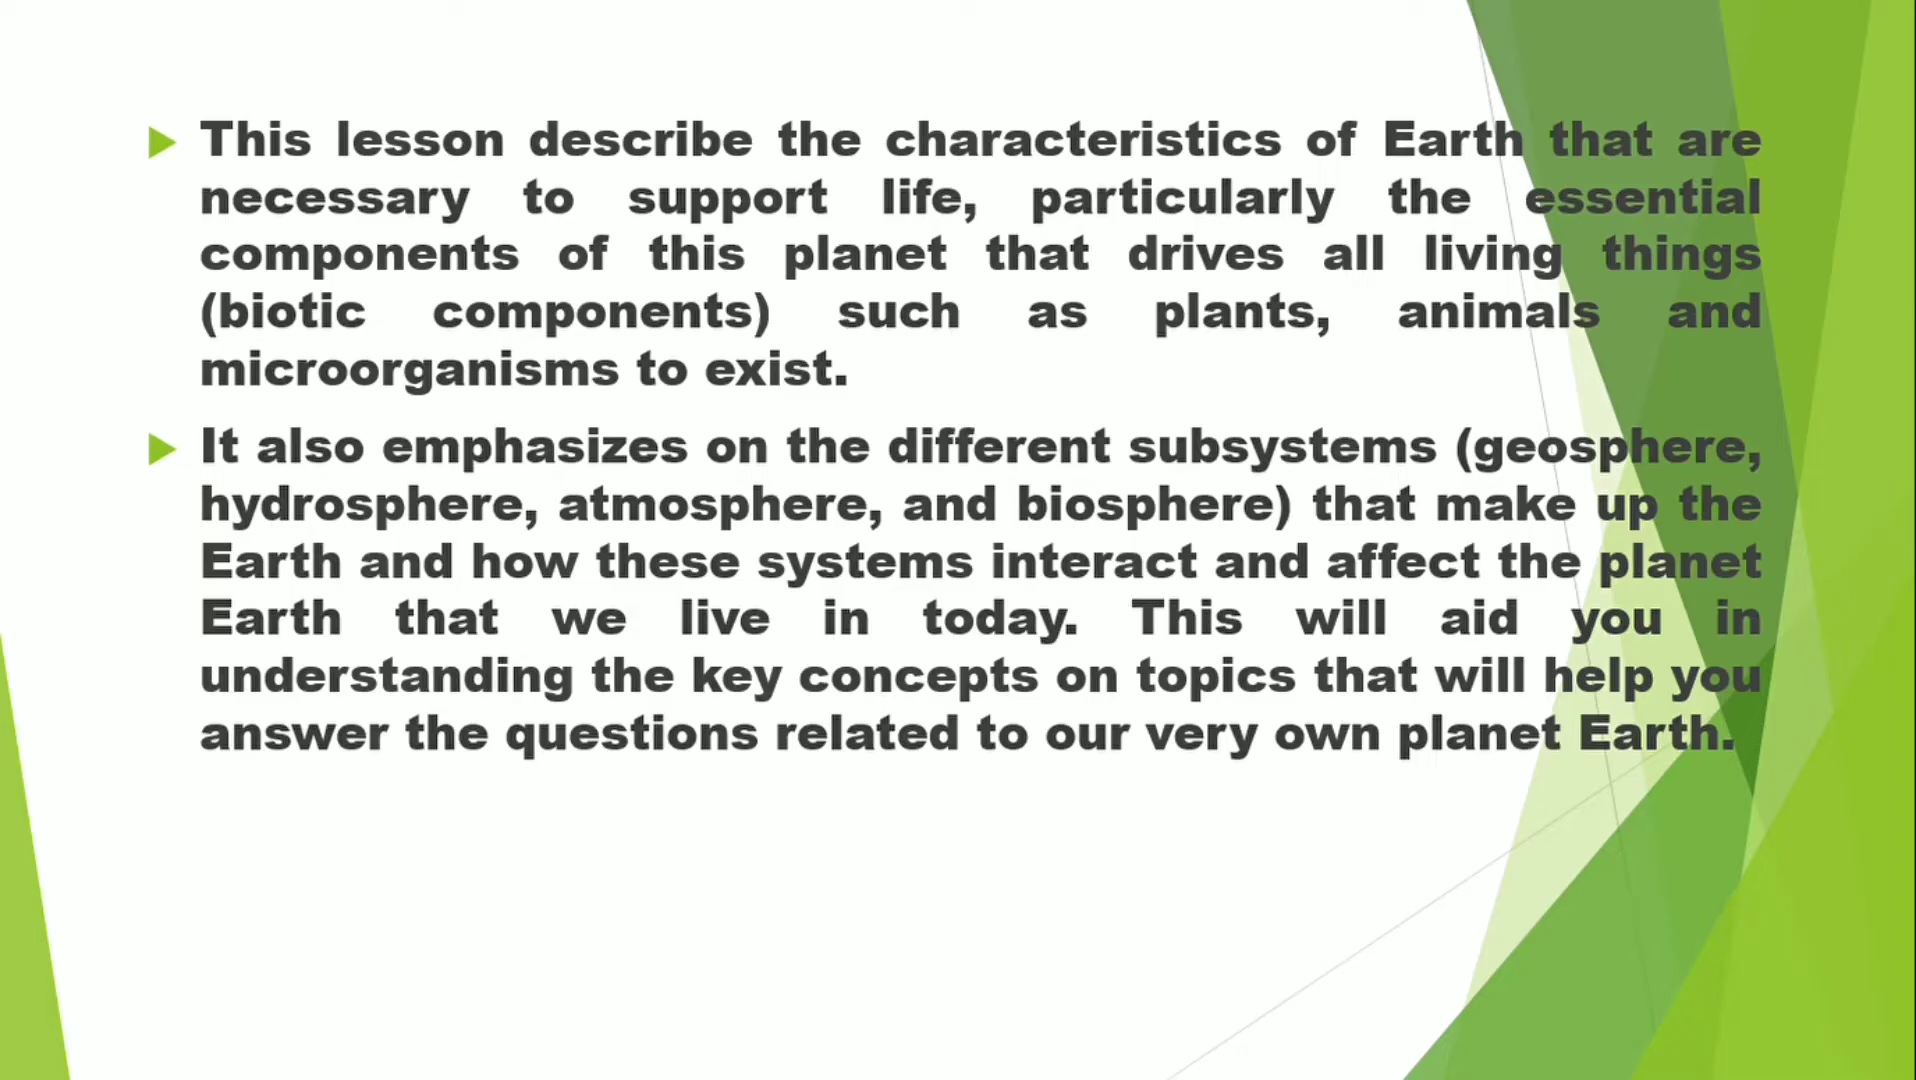 This lesson describe the characteristics of Earth that are
necessary to support life, particularly the essential
components of this planet that drives all living things
(biotic components) such as plants, animals and
microorganisms to exist.
It also emphasizes on the different subsystems (geosphere,
hydrosphere, atmosphere, and biosphere) that make up the
Earth and how these systems interact and affect the planet
Earth that we live in today. This will aid you in
understanding the key concepts on topics that will help you
answer the questions related to our very own planet Earth.